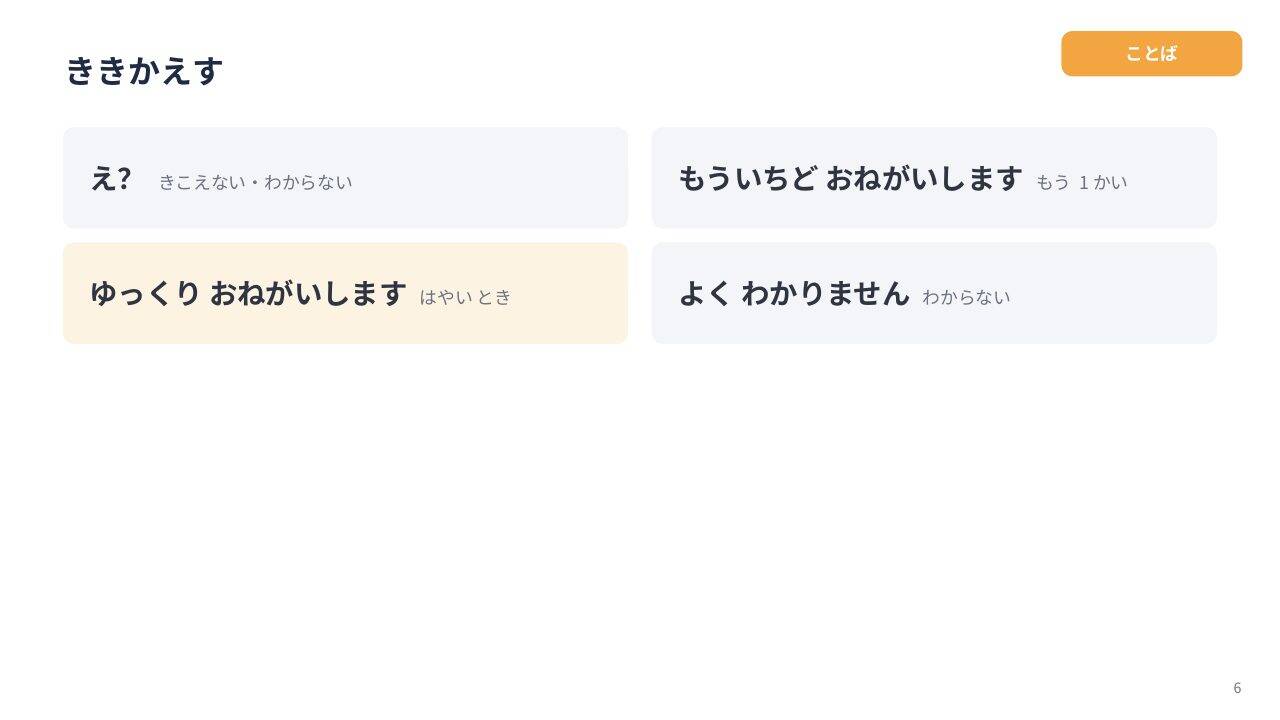 ききかえす
ことば
え? きこえない・わからない
もういちど おねがいします もう 1 かい
ゆっくり おねがいします はやい とき
よく わかりません わからない
6